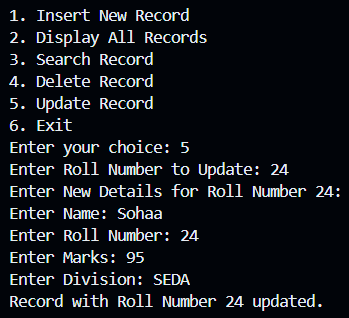 1. Insert New Record
2. Display All Records
3. Search Record
4. Delete Record
5. Update Record
6. Exit
Enter your choice: 5
Enter Roll Number to Update: 24
Enter New Details for Roll Number 24:
Enter Name: Sohaa
Enter Roll Number: 24
Enter Marks: 95
Enter Division: SEDA
Record with Roll Number 24 updated.